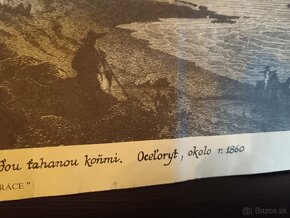 ďou tahanou koňmi. Oceľoryt, okolo r. 1860
RÁCE"
Bazos.sk